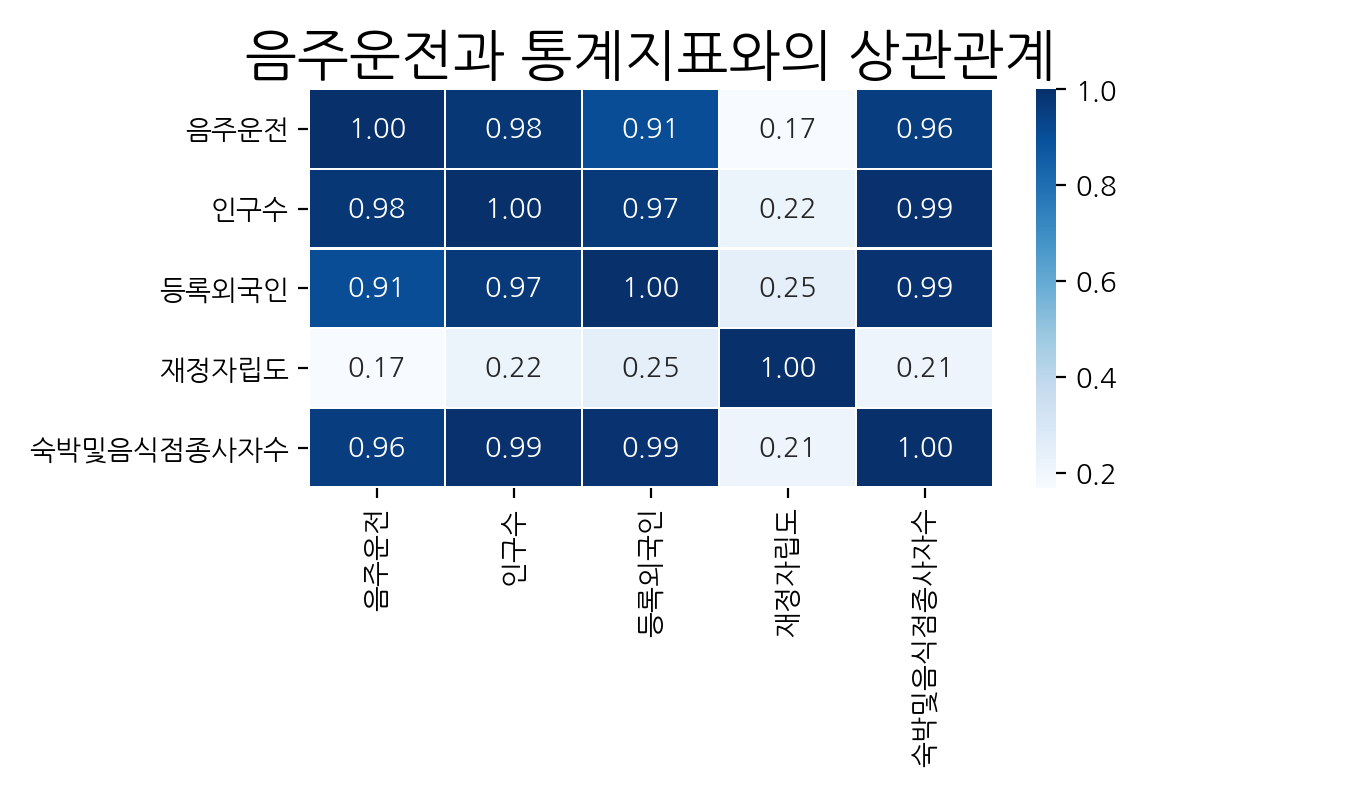 음주운전과 통계지표와의 상관관계
음주운전 1.00 0.98 0.91 0.17 0.96
인구수 0.98 1.00 0.97 0.22 0.99
등록외국인 0.91 0.97 1.00 0.25 0.99
재정자립도 0.17 0.22 0.25 1.00 0.21
숙박및음식점종사자수 0.96 0.99 0.99 0.21 1.00
음주운전
인구수
등록외국인
재정자립도
숙박및음식점종사자수
1.0
0.8
0.6
0.4
0.2